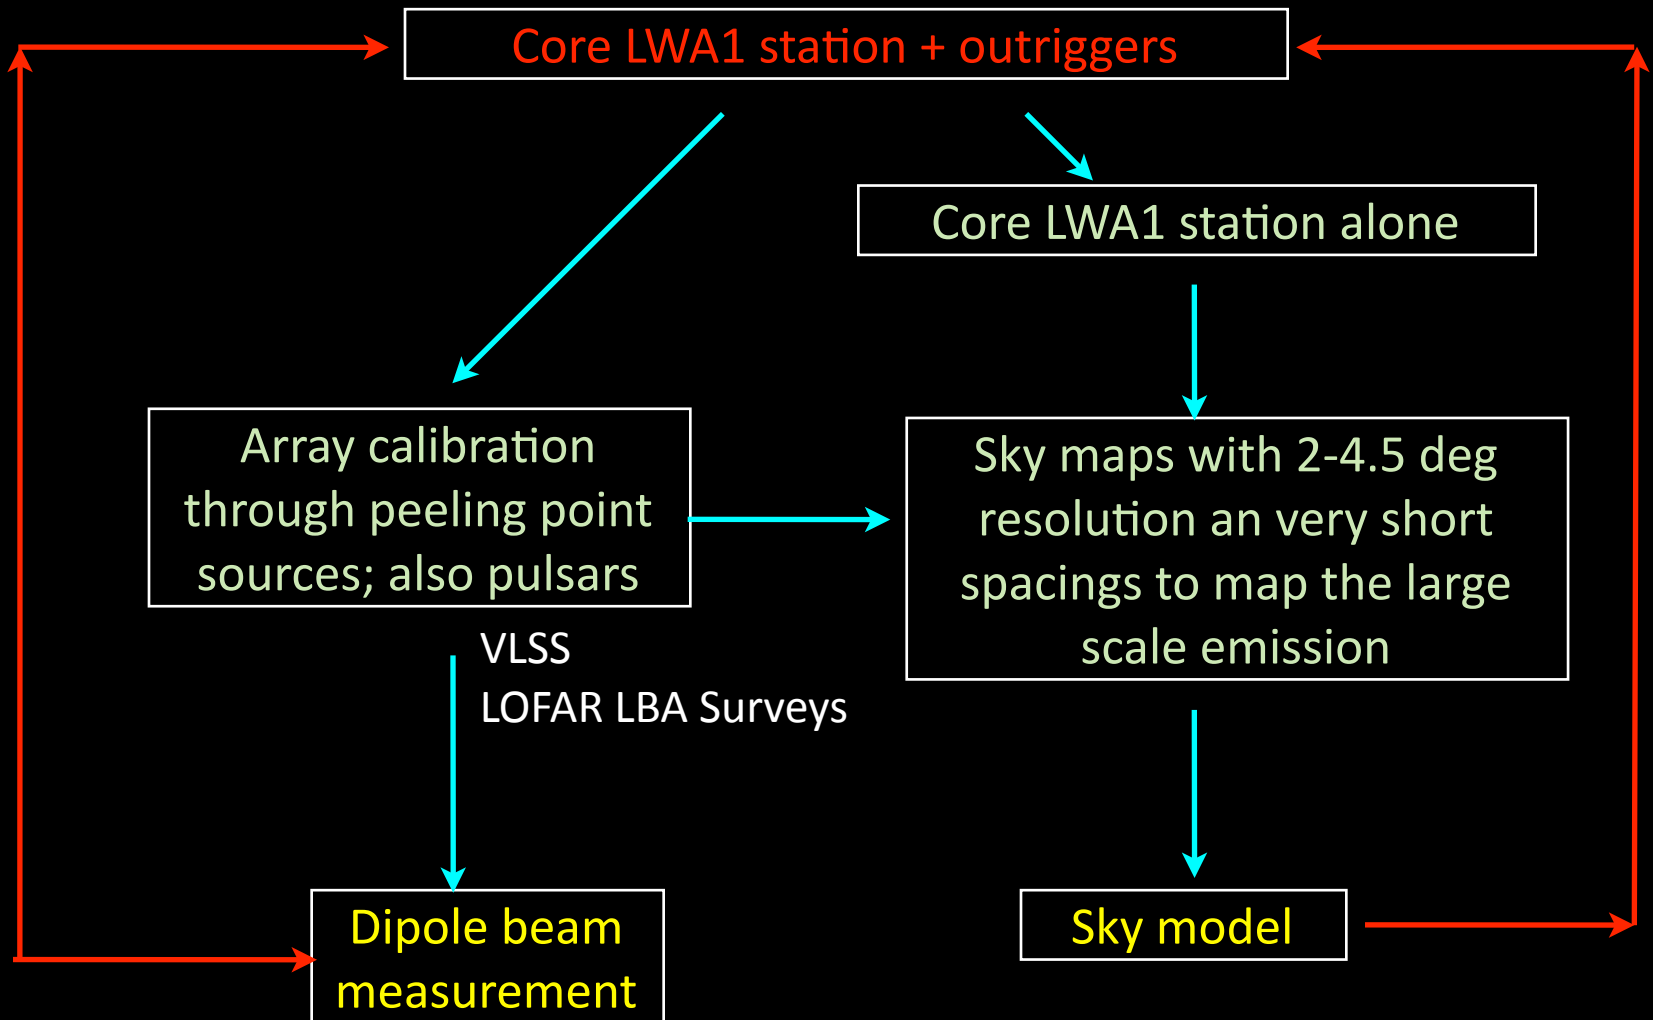 Core LWA1 station + outriggers
Core LWA1 station alone
Array calibration
through peeling point
sources; also pulsars
Sky maps with 2-4.5 deg
resolution an very short
spacings to map the large
scale emission
VLSS
LOFAR LBA Surveys
Dipole beam
measurement
Sky model